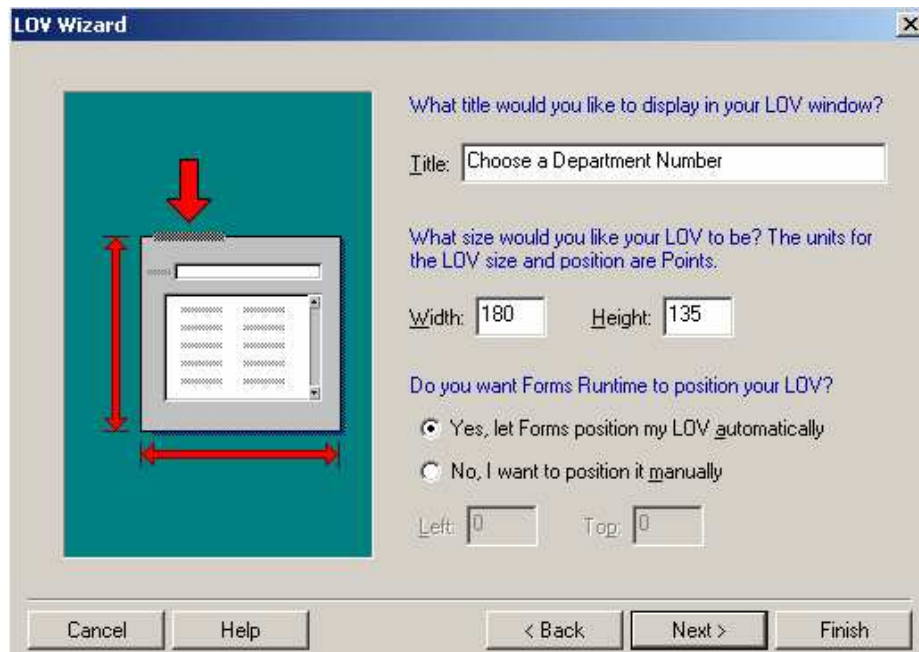 LOV Wizard
What title would you like to display in your LOV window?
Title: Choose a Department Number
What size would you like your LOV to be? The units for
the LOV size and position are Points.
Width: 180 Height: 135
Do you want Forms Runtime to position your LOV?
Yes, let Forms position my LOV automatically
No, I want to position it manually
Left: 0 Top: 0
Cancel Help < Back Next > Finish